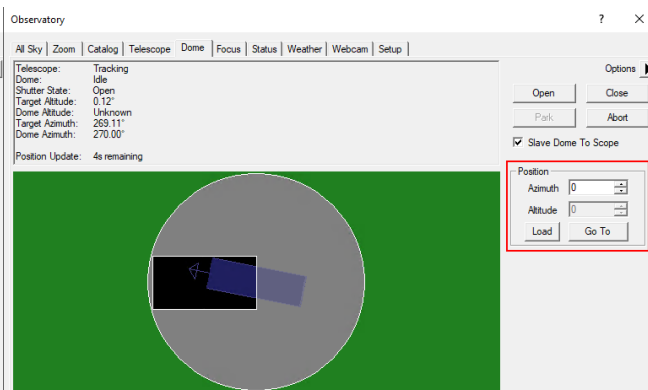 Observatory ? ×
All Sky Zoom Catalog Telescope Dome Focus Status Weather Webcam Setup
Telescope: Tracking
Dome: Idle
Shutter State: Open
Target Altitude: 0.12°
Dome Altitude: Unknown
Target Azimuth: 269.11°
Dome Azimuth: 270.00°
Position Update: 4s remaining
Options
Open Close
Park Abort
Slave Dome To Scope
Position
Azimuth 0
Altitude 0
Load Go To